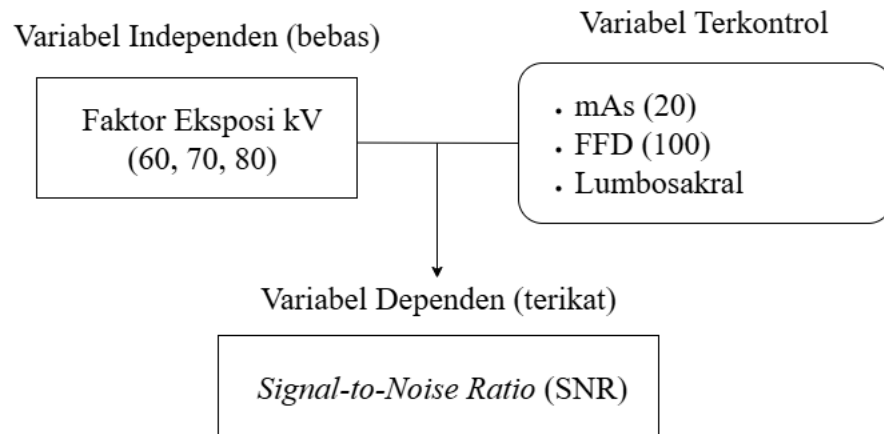 Variabel Independen (bebas)
Faktor Eksposi kV
(60, 70, 80)
Variabel Terkontrol
• mAs (20)
• FFD (100)
• Lumbosakral
Variabel Dependen (terikat)
Signal-to-Noise Ratio (SNR)